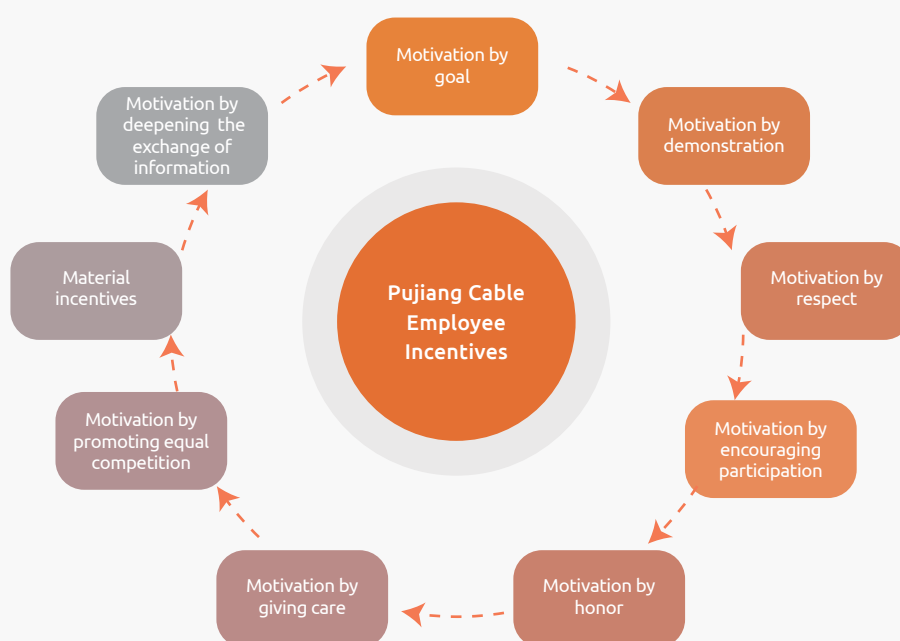 Motivation by
goal
Motivation by
demonstration
Motivation by
respect
Motivation by
encouraging
participation
Motivation by
honor
Motivation by
giving care
Motivation by
promoting equal
competition
Material
incentives
Motivation by
deepening the
exchange of
information
Pujiang Cable
Employee
Incentives